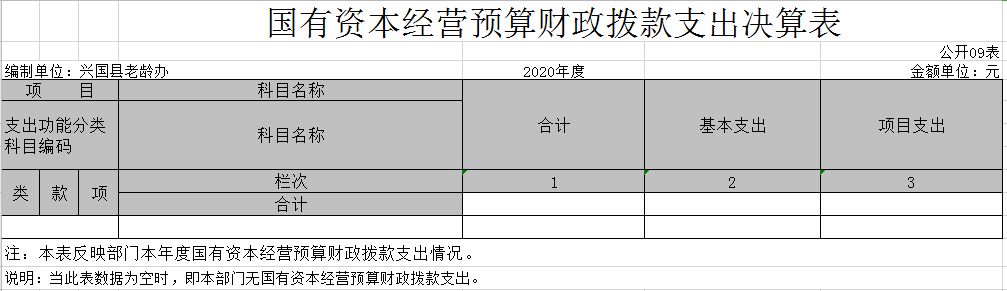 国有资本经营预算财政拨款支出决算表
公开09表
编制单位：兴国县老龄办 2020年度 金额单位：元
项 目 科目名称
支出功能分类
科目编码 科目名称 合计 基本支出 项目支出
类 款 项 栏次 1 2 3
合计
注：本表反映部门本年度国有资本经营预算财政拨款支出情况。
说明：当此表数据为空时，即本部门无国有资本经营预算财政拨款支出。